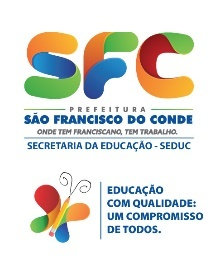 SFC
PREFEITURA
SÃO FRANCISCO DO CONDE
ONDE TEM FRANCISCANO, TEM TRABALHO.
SECRETARIA DA EDUCAÇÃO - SEDUC
EDUCAÇÃO
COM QUALIDADE:
UM COMPROMISSO
DE TODOS.